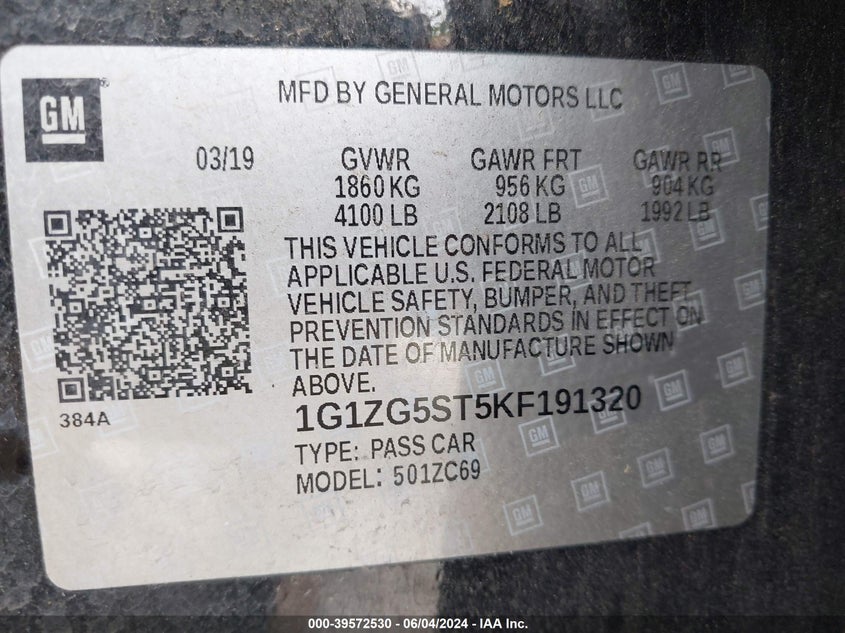 GM
MFD BY GENERAL MOTORS LLC
03/19 GVWR GAWR FRT GAWR RR
1860 KG 956 KG 904 KG
4100 LB 2108 LB 1992 LB
THIS VEHICLE CONFORMS TO ALL
APPLICABLE U.S. FEDERAL MOTOR
VEHICLE SAFETY, BUMPER, AND THEFT
PREVENTION STANDARDS IN EFFECT ON
THE DATE OF MANUFACTURE SHOWN
ABOVE.
384A
1G1ZG5ST5KF191320
TYPE: PASS CAR
MODEL: 501ZC69
000-39572530 - 06/04/2024 - IAA Inc.